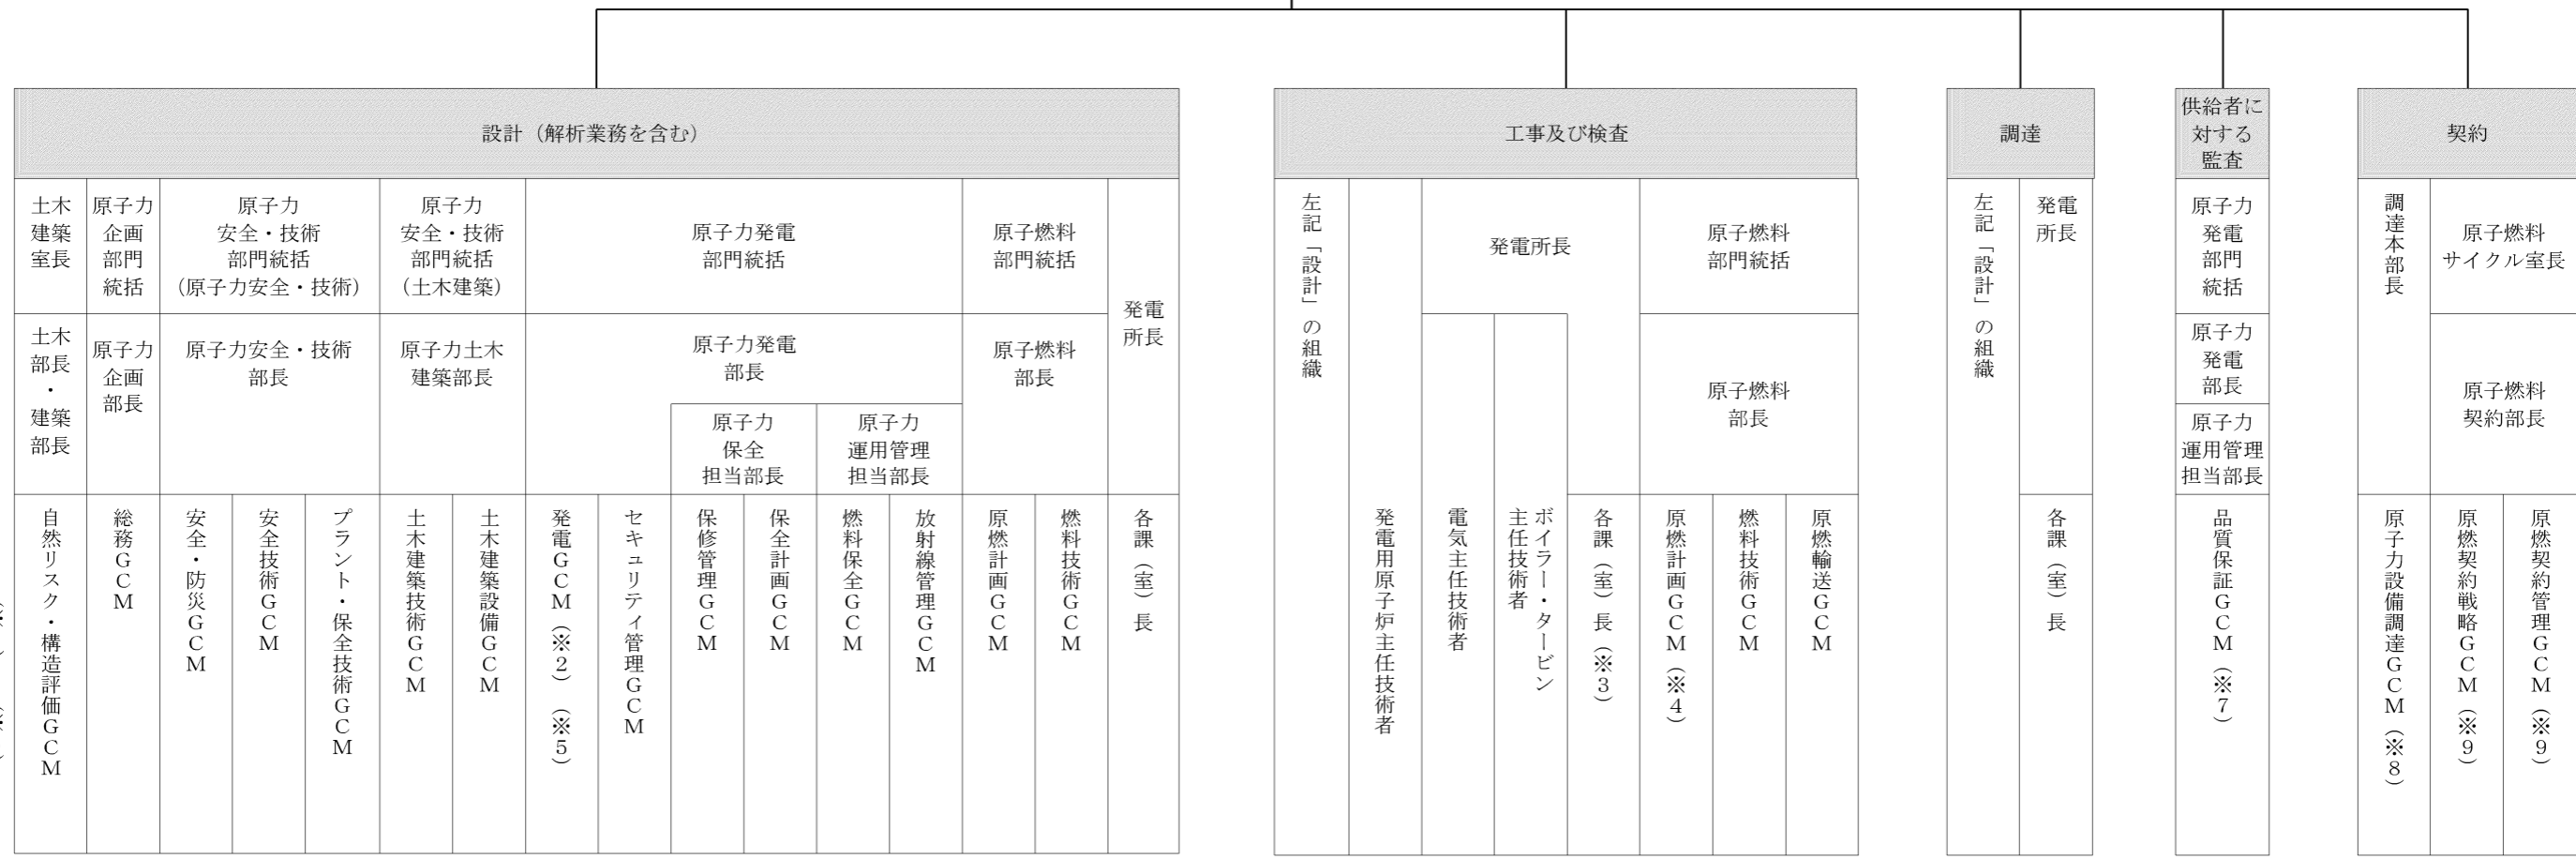 設計（解析業務を含む）
土木
建築
室長
原子力
企画
部門
統括
原子力
安全・技術
部門統括
（原子力安全・技術）
原子力
安全・技術
部門統括
（土木建築）
原子力発電
部門統括
原子燃料
部門統括
発電
所長
土木
部長
・
建築
部長
原子力
企画
部長
原子力安全・技術
部長
原子力土木
建築部長
原子力発電
部長
原子力
保全
担当部長
原子力
運用管理
担当部長
原子燃料
部長
自然リスク・構造評価GCM
総務GCM
安全・防災GCM
安全技術GCM
プラント・保全技術GCM
土木建築技術GCM
土木建築設備GCM
発電GCM（※２）（※５）
セキュリティ管理GCM
保修管理GCM
保全計画GCM
燃料保全GCM
放射線管理GCM
原燃計画GCM
燃料技術GCM
各課（室）長
工事及び検査
左記「設計」の組織
発電用原子炉主任技術者
発電所長
電気主任技術者
ボイラー・タービン
主任技術者
各課（室）長（※３）
原子燃料
部門統括
原子燃料
部長
原燃計画GCM（※４）
燃料技術GCM
原燃輸送GCM
調達
左記「設計」の組織
発電
所長
各課（室）長
供給者に
対する
監査
原子力
発電
部門
統括
原子力
発電
部長
原子力
運用管理
担当部長
品質保証GCM（※７）
契約
調達本部長
原子燃料
サイクル室長
原子燃料
契約部長
原子力設備調達GCM（※８）
原燃契約戦略GCM（※９）
原燃契約管理GCM（※９）